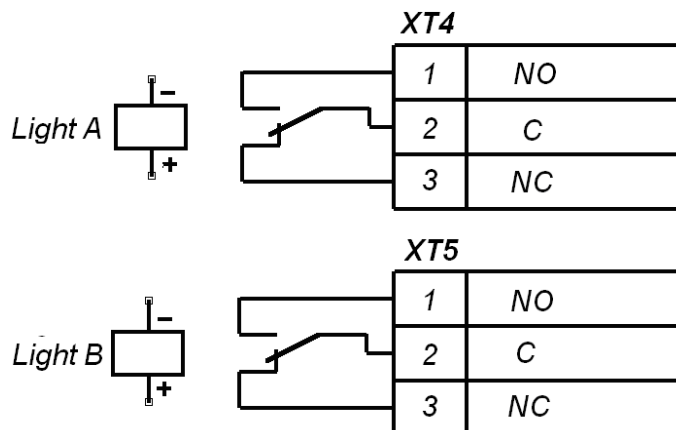 XT4
1 NO
Light A - + 2 C
3 NC
XT5
1 NO
Light B - + 2 C
3 NC